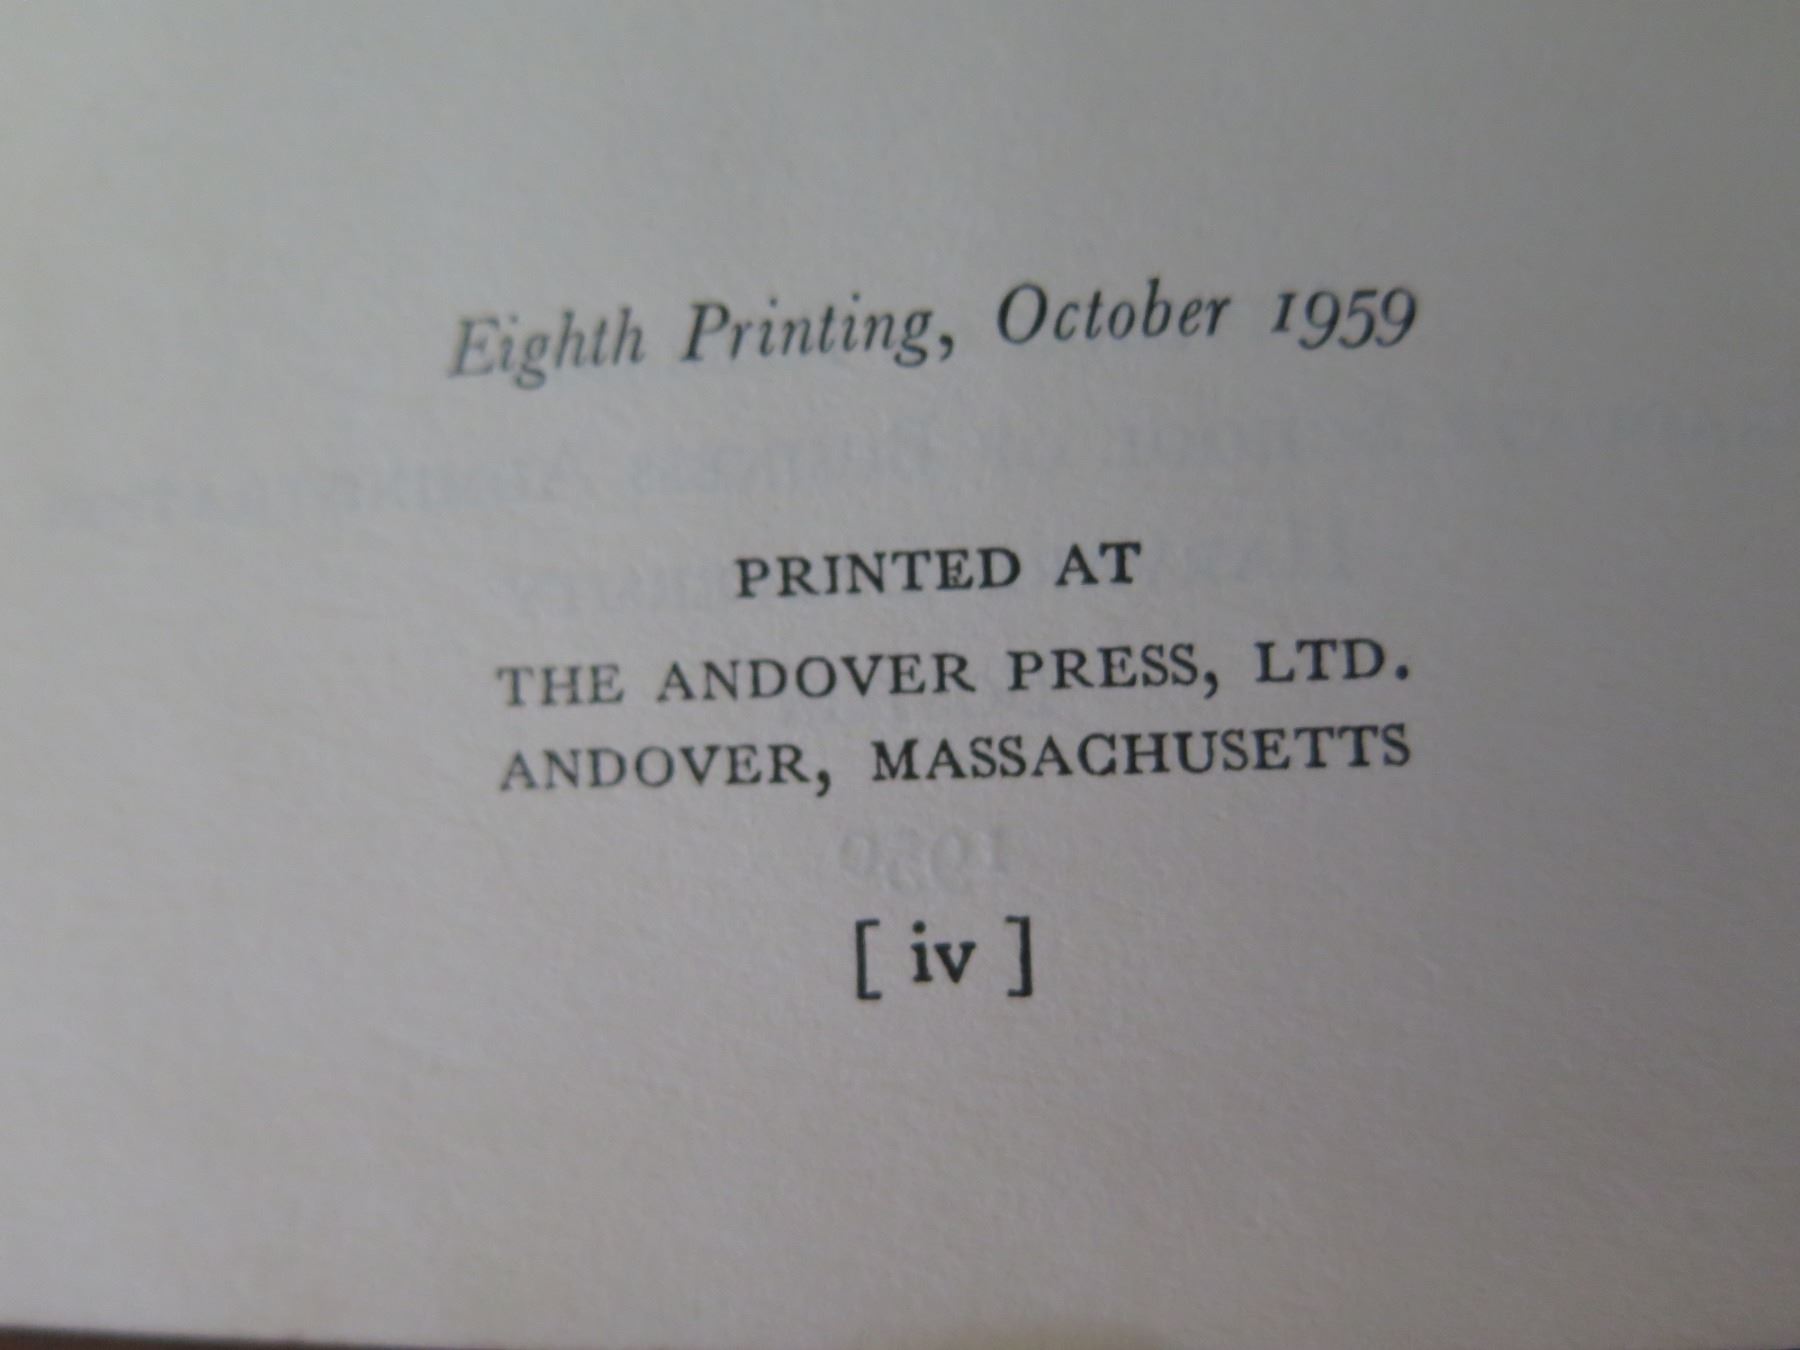 Eighth Printing, October 1959
PRINTED AT
THE ANDOVER PRESS, LTD.
ANDOVER, MASSACHUSETTS
[ iv ]